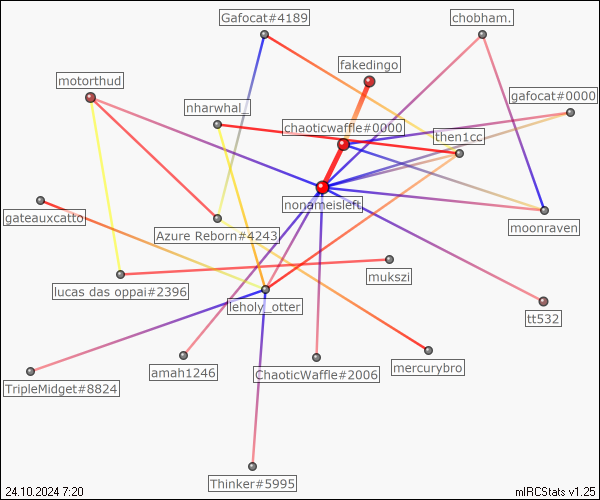 Gafocat#4189
chobham.
fakedingo
motorthud
gafocat#0000
nharwhal_
chaoticwaffle#0000
then1cc
nonameisleft
gateauxcatto
Azure Reborn#4243
moonraven
mukszi
lucas das oppai#2396
leholy_otter
tt532
amah1246
ChaoticWaffle#2006
mercurybro
TripleMidget#8824
Thinker#5995
24.10.2024 7:20
mIRCStats v1.25